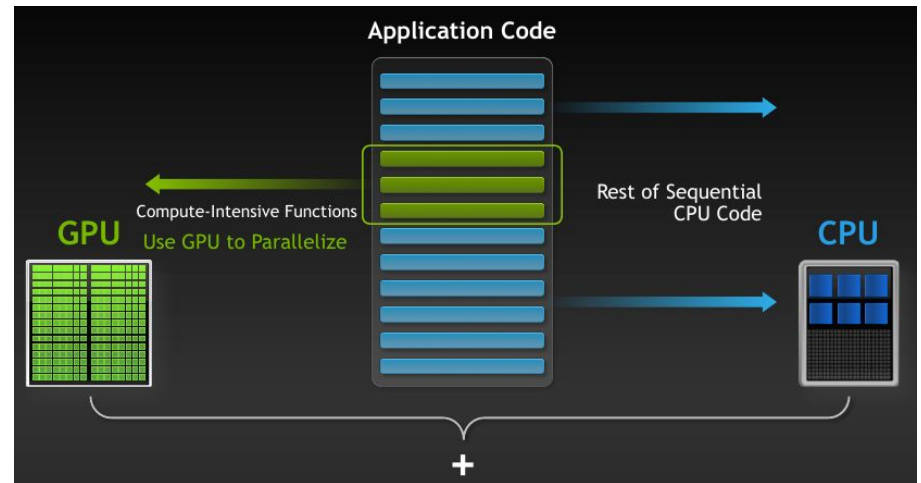 Application Code
Compute-Intensive Functions
Use GPU to Parallelize
GPU
Rest of Sequential
CPU Code
CPU
+